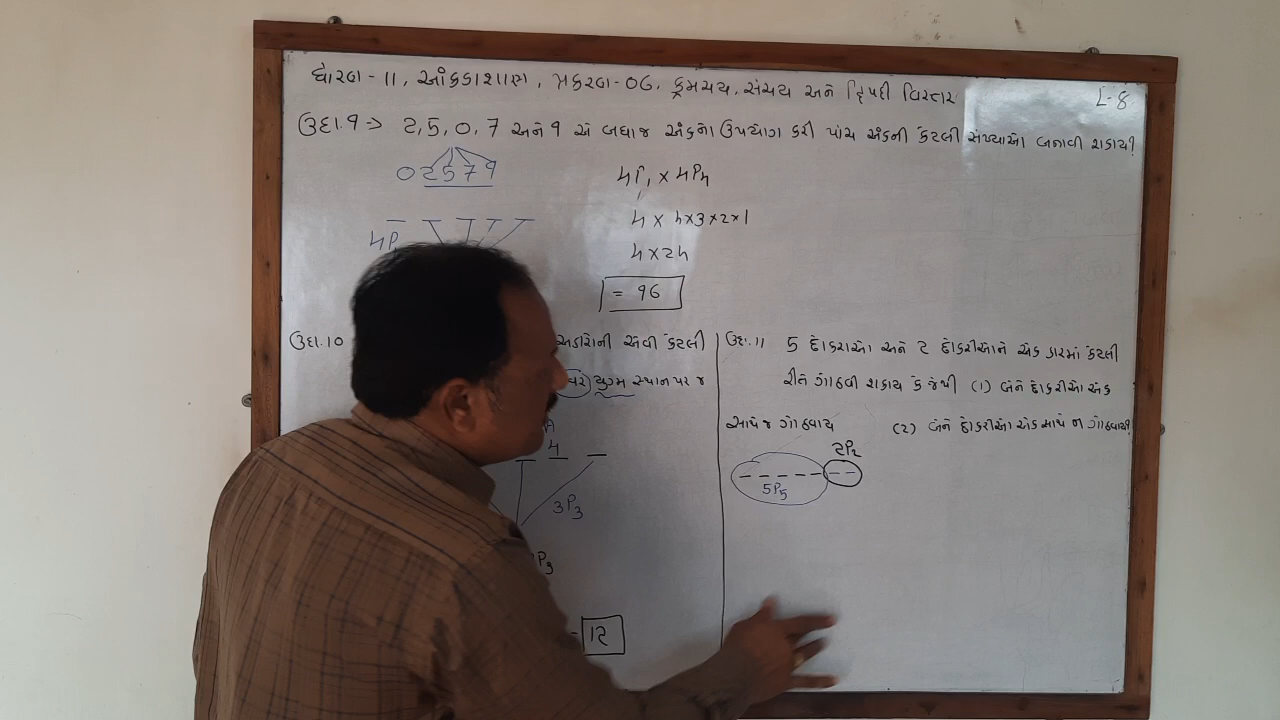 ધોરણ - 11, આંકડાશાસ્ત્ર, પ્રકરણ - 06, ક્રમચય, સંચય અને દ્વિપદી વિસ્તાર
L-8
ઉદા.9 -> 2, 5, 0, 7 અને 9 એ બધા જ અંકનો ઉપયોગ કરી પાંચ અંકની કેટલી સંખ્યાઓ બનાવી શકાય?
0 2 5 7 9
4P1 × 4P4
4P1
4 × 4×3×2×1
4 × 24
= 96
ઉદા.10
અક્ષરોની એવી કેટલી
પર યુગ્મ સ્થાન પર જ
A
4
3P3
P3
= 12
ઉદા.11 5 છોકરાઓ અને 2 છોકરીઓને એક હારમાં કેટલી
રીતે ગોઠવી શકાય કે જેથી (1) બંને છોકરીઓ એક
સાથે જ ગોઠવાય (2) બંને છોકરીઓ એક સાથે ન ગોઠવાય?
2P2
5P5